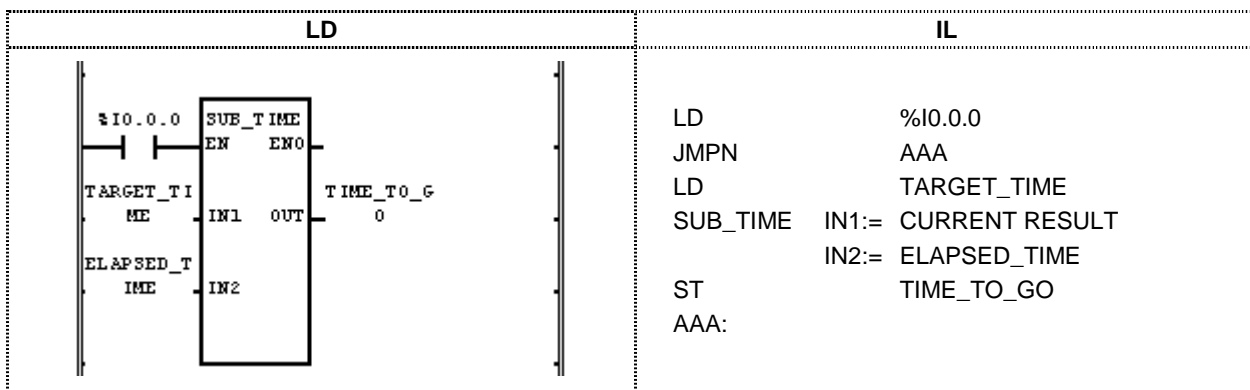 LD
IL
%I0.0.0
SUB_TIME
EN ENO
TARGET_TI
ME
IN1 OUT
TIME_TO_G
O
ELAPSED_T
IME
IN2
LD %I0.0.0
JMPN AAA
LD TARGET_TIME
SUB_TIME IN1:= CURRENT RESULT
IN2:= ELAPSED_TIME
ST TIME_TO_GO
AAA: